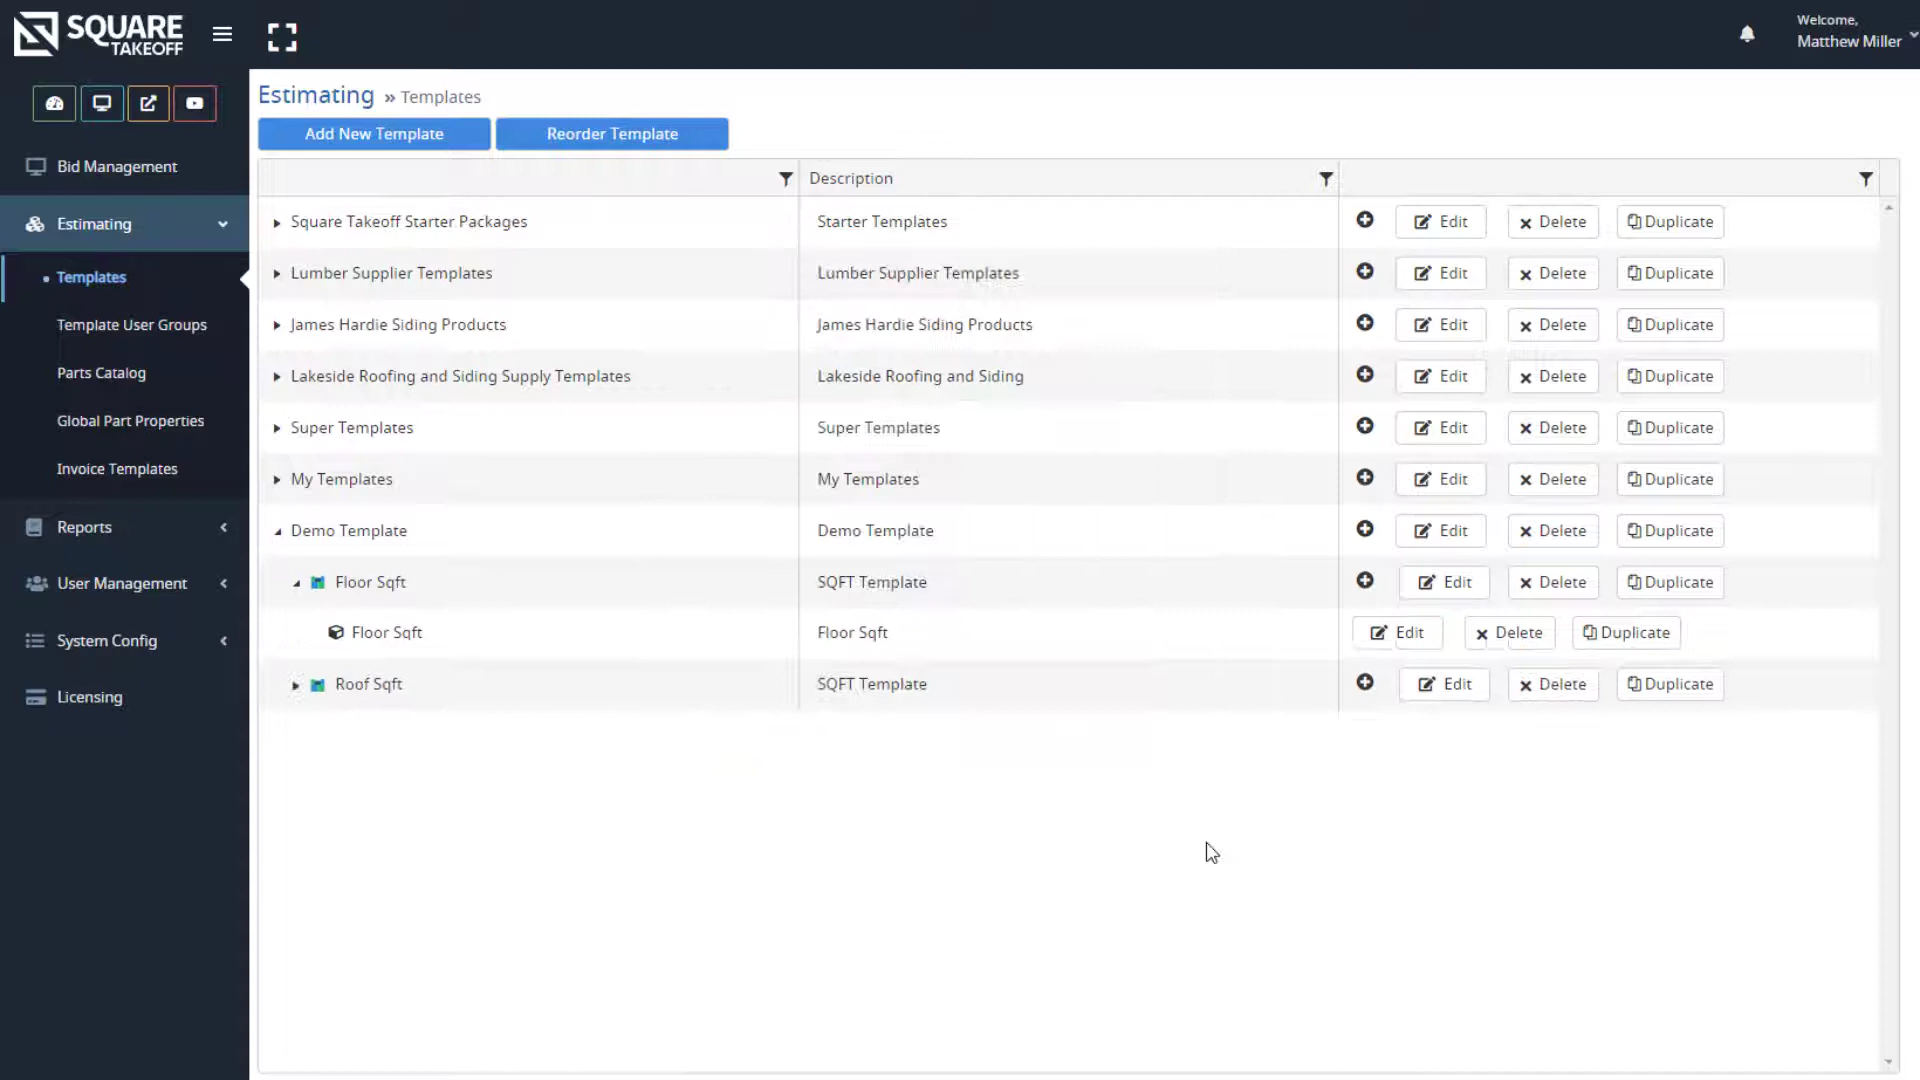 SQUARE
TAKEOFF
Welcome,
Matthew Miller
Bid Management
Estimating
Templates
Template User Groups
Parts Catalog
Global Part Properties
Invoice Templates
Reports
User Management
System Config
Licensing
Estimating » Templates
Add New Template Reorder Template
Description
Square Takeoff Starter Packages Starter Templates Edit Delete Duplicate
Lumber Supplier Templates Lumber Supplier Templates Edit Delete Duplicate
James Hardie Siding Products James Hardie Siding Products Edit Delete Duplicate
Lakeside Roofing and Siding Supply Templates Lakeside Roofing and Siding Edit Delete Duplicate
Super Templates Super Templates Edit Delete Duplicate
My Templates My Templates Edit Delete Duplicate
Demo Template Demo Template Edit Delete Duplicate
Floor Sqft SQFT Template Edit Delete Duplicate
Floor Sqft Floor Sqft Edit Delete Duplicate
Roof Sqft SQFT Template Edit Delete Duplicate